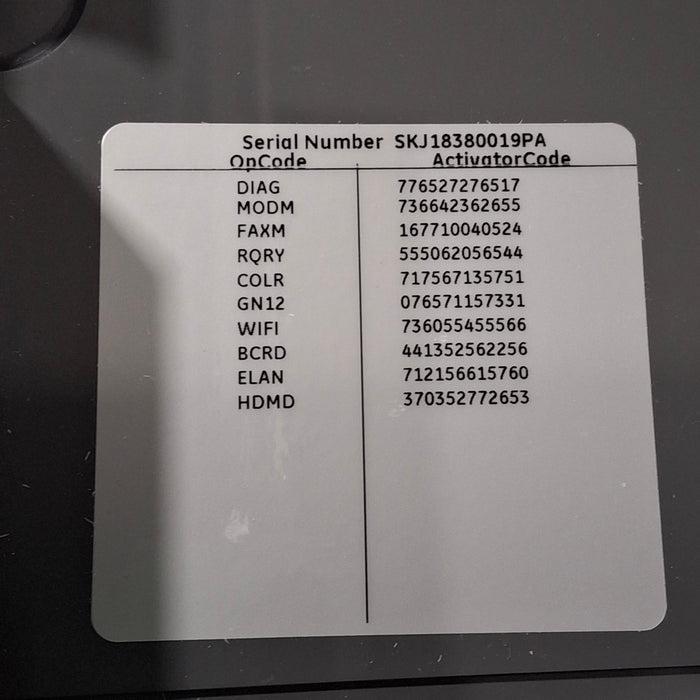 Serial Number SKJ18380019PA
OpCode ActivatorCode
DIAG 776527276517
MODM 736642362655
FAXM 167710040524
RQRY 555062056544
COLR 717567135751
GN12 076571157331
WIFI 736055455566
BCRD 441352562256
ELAN 712156615760
HDMD 370352772653